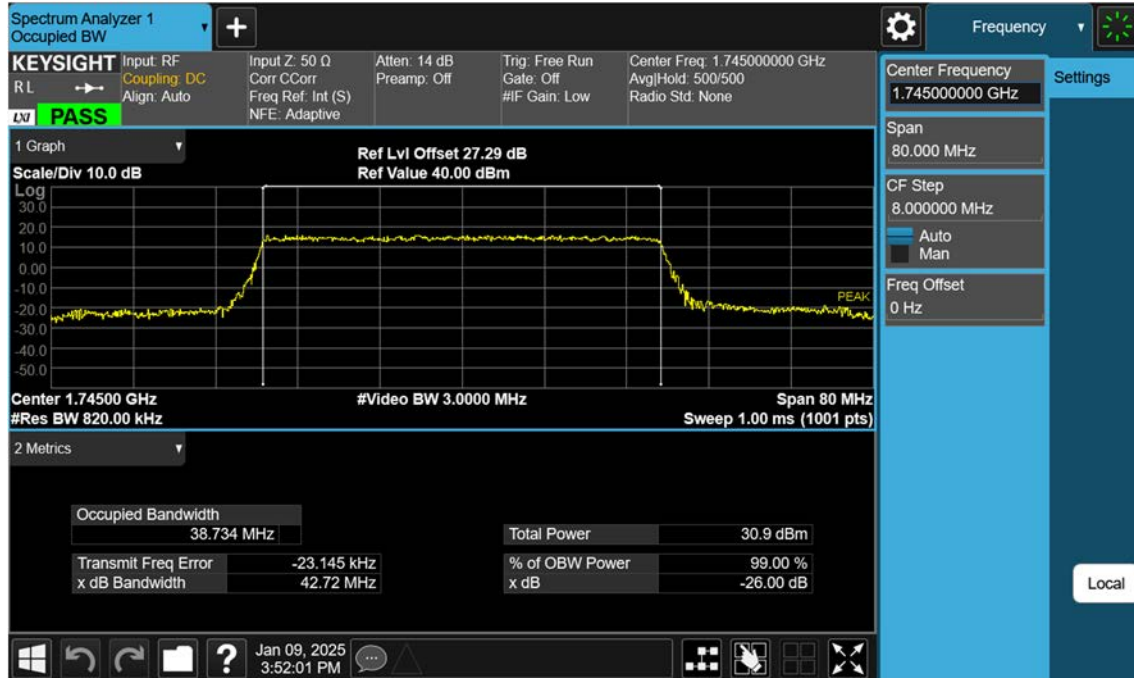 Spectrum Analyzer 1
Occupied BW
+
Frequency
KEYSIGHT
RL
LXI PASS
Input: RF
Coupling: DC
Align: Auto
Input Z: 50 Ω
Corr CCorr
Freq Ref: Int (S)
NFE: Adaptive
Atten: 14 dB
Preamp: Off
Trig: Free Run
Gate: Off
#IF Gain: Low
Center Freq: 1.745000000 GHz
Avg|Hold: 500/500
Radio Std: None
Center Frequency
1.745000000 GHz
Settings
Span
80.000 MHz
CF Step
8.000000 MHz
Auto
Man
Freq Offset
0 Hz
Local
1 Graph
Scale/Div 10.0 dB
Ref Lvl Offset 27.29 dB
Ref Value 40.00 dBm
Log
30.0
20.0
10.0
0.00
-10.0
-20.0
-30.0
-40.0
-50.0
PEAK
Center 1.74500 GHz
#Video BW 3.0000 MHz
Span 80 MHz
#Res BW 820.00 kHz
Sweep 1.00 ms (1001 pts)
2 Metrics
Occupied Bandwidth
38.734 MHz
Total Power 30.9 dBm
Transmit Freq Error -23.145 kHz
% of OBW Power 99.00 %
x dB Bandwidth 42.72 MHz
x dB -26.00 dB
?
Jan 09, 2025
3:52:01 PM